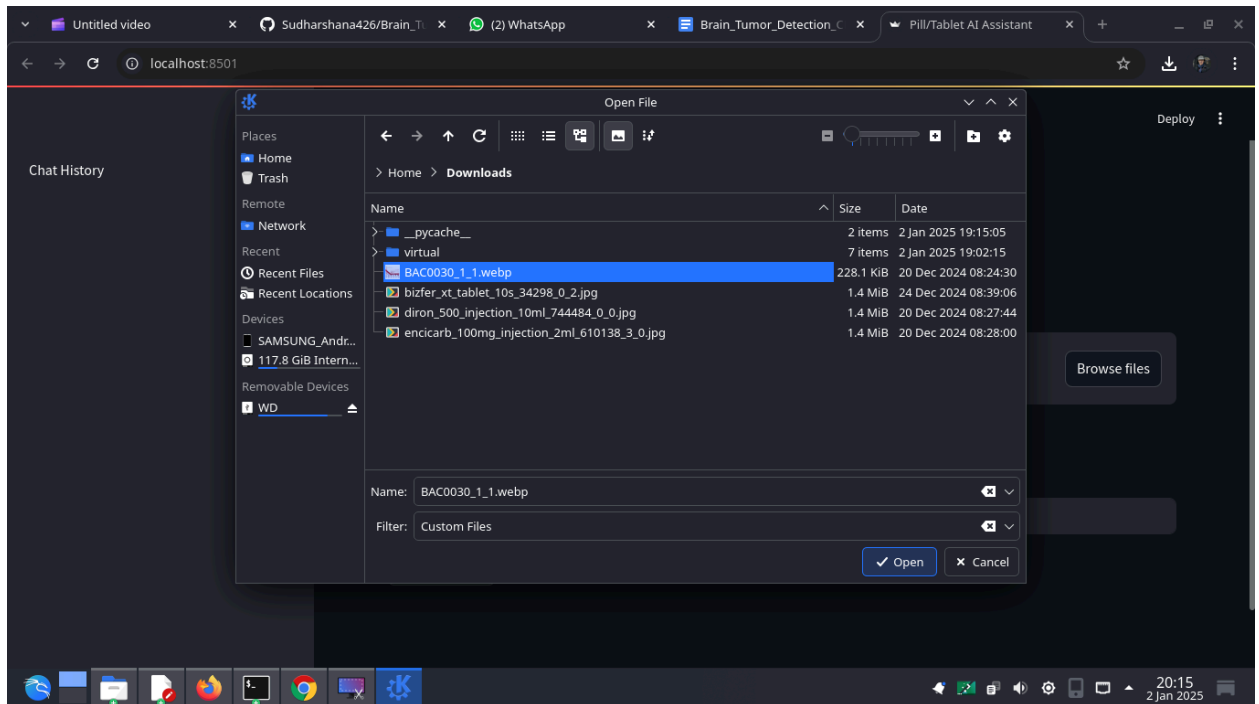 Untitled video
Sudharshana426/Brain_Tu
(2) WhatsApp
Brain_Tumor_Detection_C
Pill/Tablet AI Assistant
localhost:8501
Open File
Deploy
Places
Home
Trash
Remote
Network
Recent
Recent Files
Recent Locations
Devices
SAMSUNG_Andr...
117.8 GiB Intern...
Removable Devices
WD
Chat History
Home > Downloads
Name Size Date
__pycache__ 2 items 2 Jan 2025 19:15:05
virtual 7 items 2 Jan 2025 19:02:15
BAC0030_1_1.webp 228.1 KiB 20 Dec 2024 08:24:30
bizfer_xt_tablet_10s_34298_0_2.jpg 1.4 MiB 24 Dec 2024 08:39:06
diron_500_injection_10ml_744484_0_0.jpg 1.4 MiB 20 Dec 2024 08:27:44
encicarb_100mg_injection_2ml_610138_3_0.jpg 1.4 MiB 20 Dec 2024 08:28:00
Browse files
Name: BAC0030_1_1.webp
Filter: Custom Files
Open Cancel
20:15
2 Jan 2025